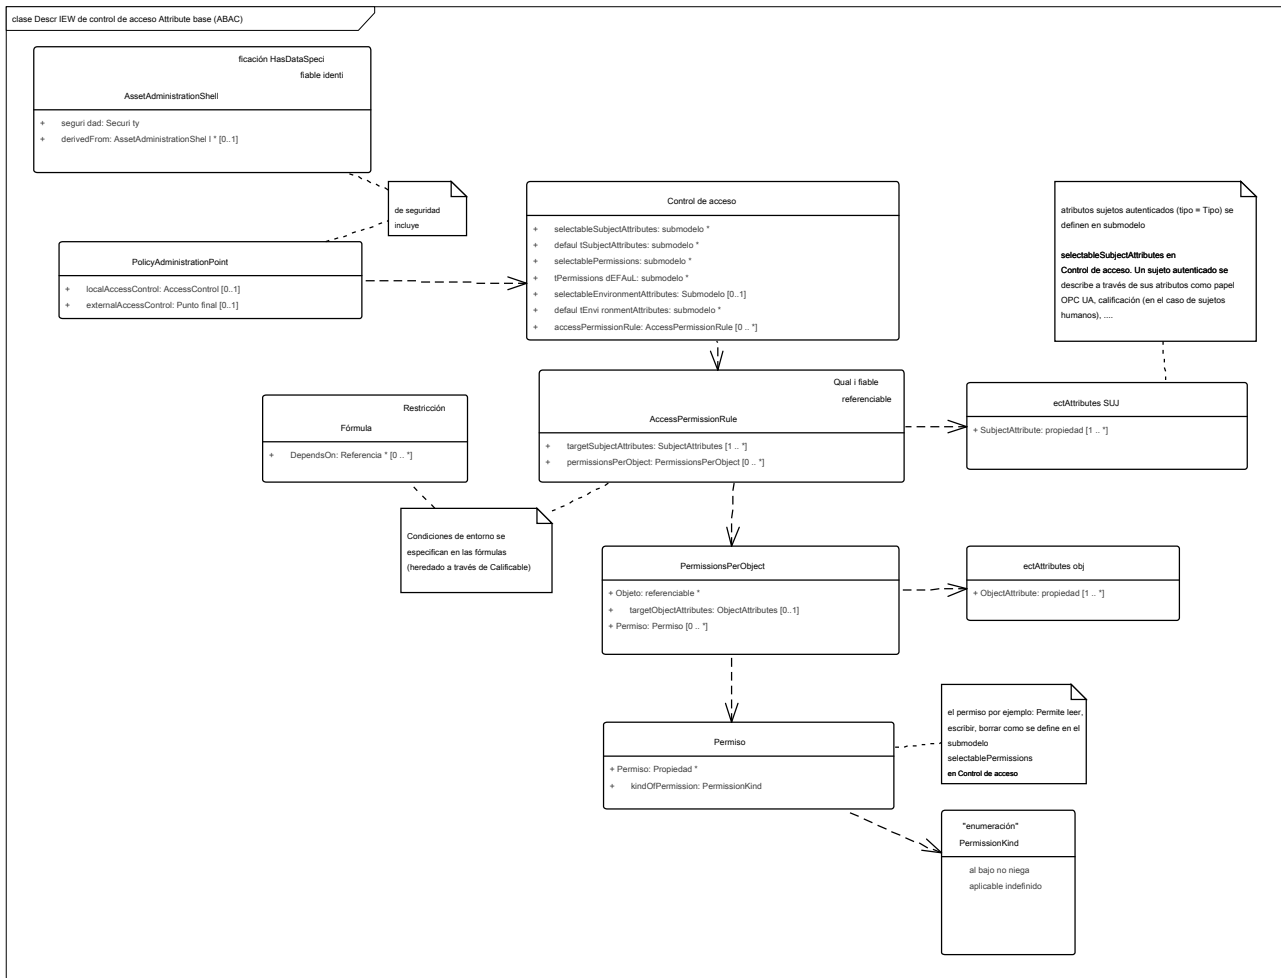 clase Descr IEW de control de acceso Attribute base (ABAC)
ficación HasDataSpeci
fiable identi
AssetAdministrationShell
+ seguri dad: Securi ty
+ derivedFrom: AssetAdministrationShel l * [0..1]
de seguridad
incluye
PolicyAdministrationPoint
+ localAccessControl: AccessControl [0..1]
+ externalAccessControl: Punto final [0..1]
Control de acceso
+ selectableSubjectAttributes: submodelo *
+ defaul tSubjectAttributes: submodelo *
+ selectablePermissions: submodelo *
+ tPermissions dEFAuL: submodelo *
+ selectableEnvironmentAttributes: Submodelo [0..1]
+ defaul tEnvi ronmentAttributes: submodelo *
+ accessPermissionRule: AccessPermissionRule [0 .. *]
atributos sujetos autenticados (tipo = Tipo) se
definen en submodelo
selectableSubjectAttributes en
Control de acceso. Un sujeto autenticado se
describe a través de sus atributos como papel
OPC UA, calificación (en el caso de sujetos
humanos), ....
Restricción
Fórmula
+ DependsOn: Referencia * [0 .. *]
Qual i fiable
referenciable
AccessPermissionRule
+ targetSubjectAttributes: SubjectAttributes [1 .. *]
+ permissionsPerObject: PermissionsPerObject [0 .. *]
ectAttributes SUJ
+ SubjectAttribute: propiedad [1 .. *]
Condiciones de entorno se
especifican en las fórmulas
(heredado a través de Calificable)
PermissionsPerObject
+ Objeto: referenciable *
+ targetObjectAttributes: ObjectAttributes [0..1]
+ Permiso: Permiso [0 .. *]
ectAttributes obj
+ ObjectAttribute: propiedad [1 .. *]
Permiso
+ Permiso: Propiedad *
+ kindOfPermission: PermissionKind
el permiso por ejemplo: Permite leer,
escribir, borrar como se define en el
submodelo
selectablePermissions
en Control de acceso
"enumeración"
PermissionKind
al bajo no niega
aplicable indefinido